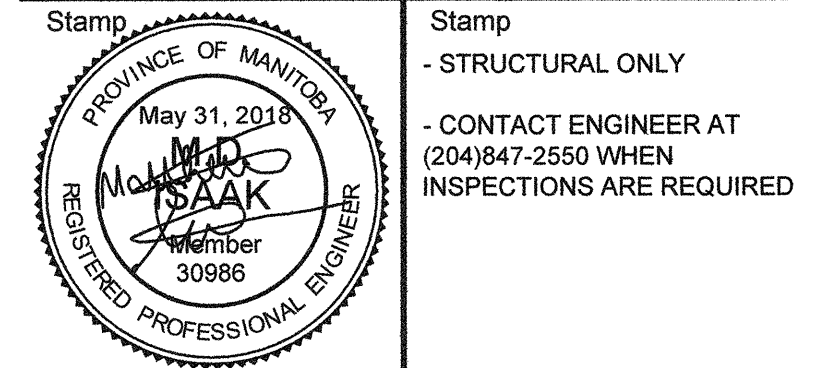 Stamp
PROVINCE OF MANITOBA
May 31, 2018
M.D.
ISAAK
Member
30986
REGISTERED PROFESSIONAL ENGINEER
Stamp
- STRUCTURAL ONLY
- CONTACT ENGINEER AT
(204)847-2550 WHEN
INSPECTIONS ARE REQUIRED